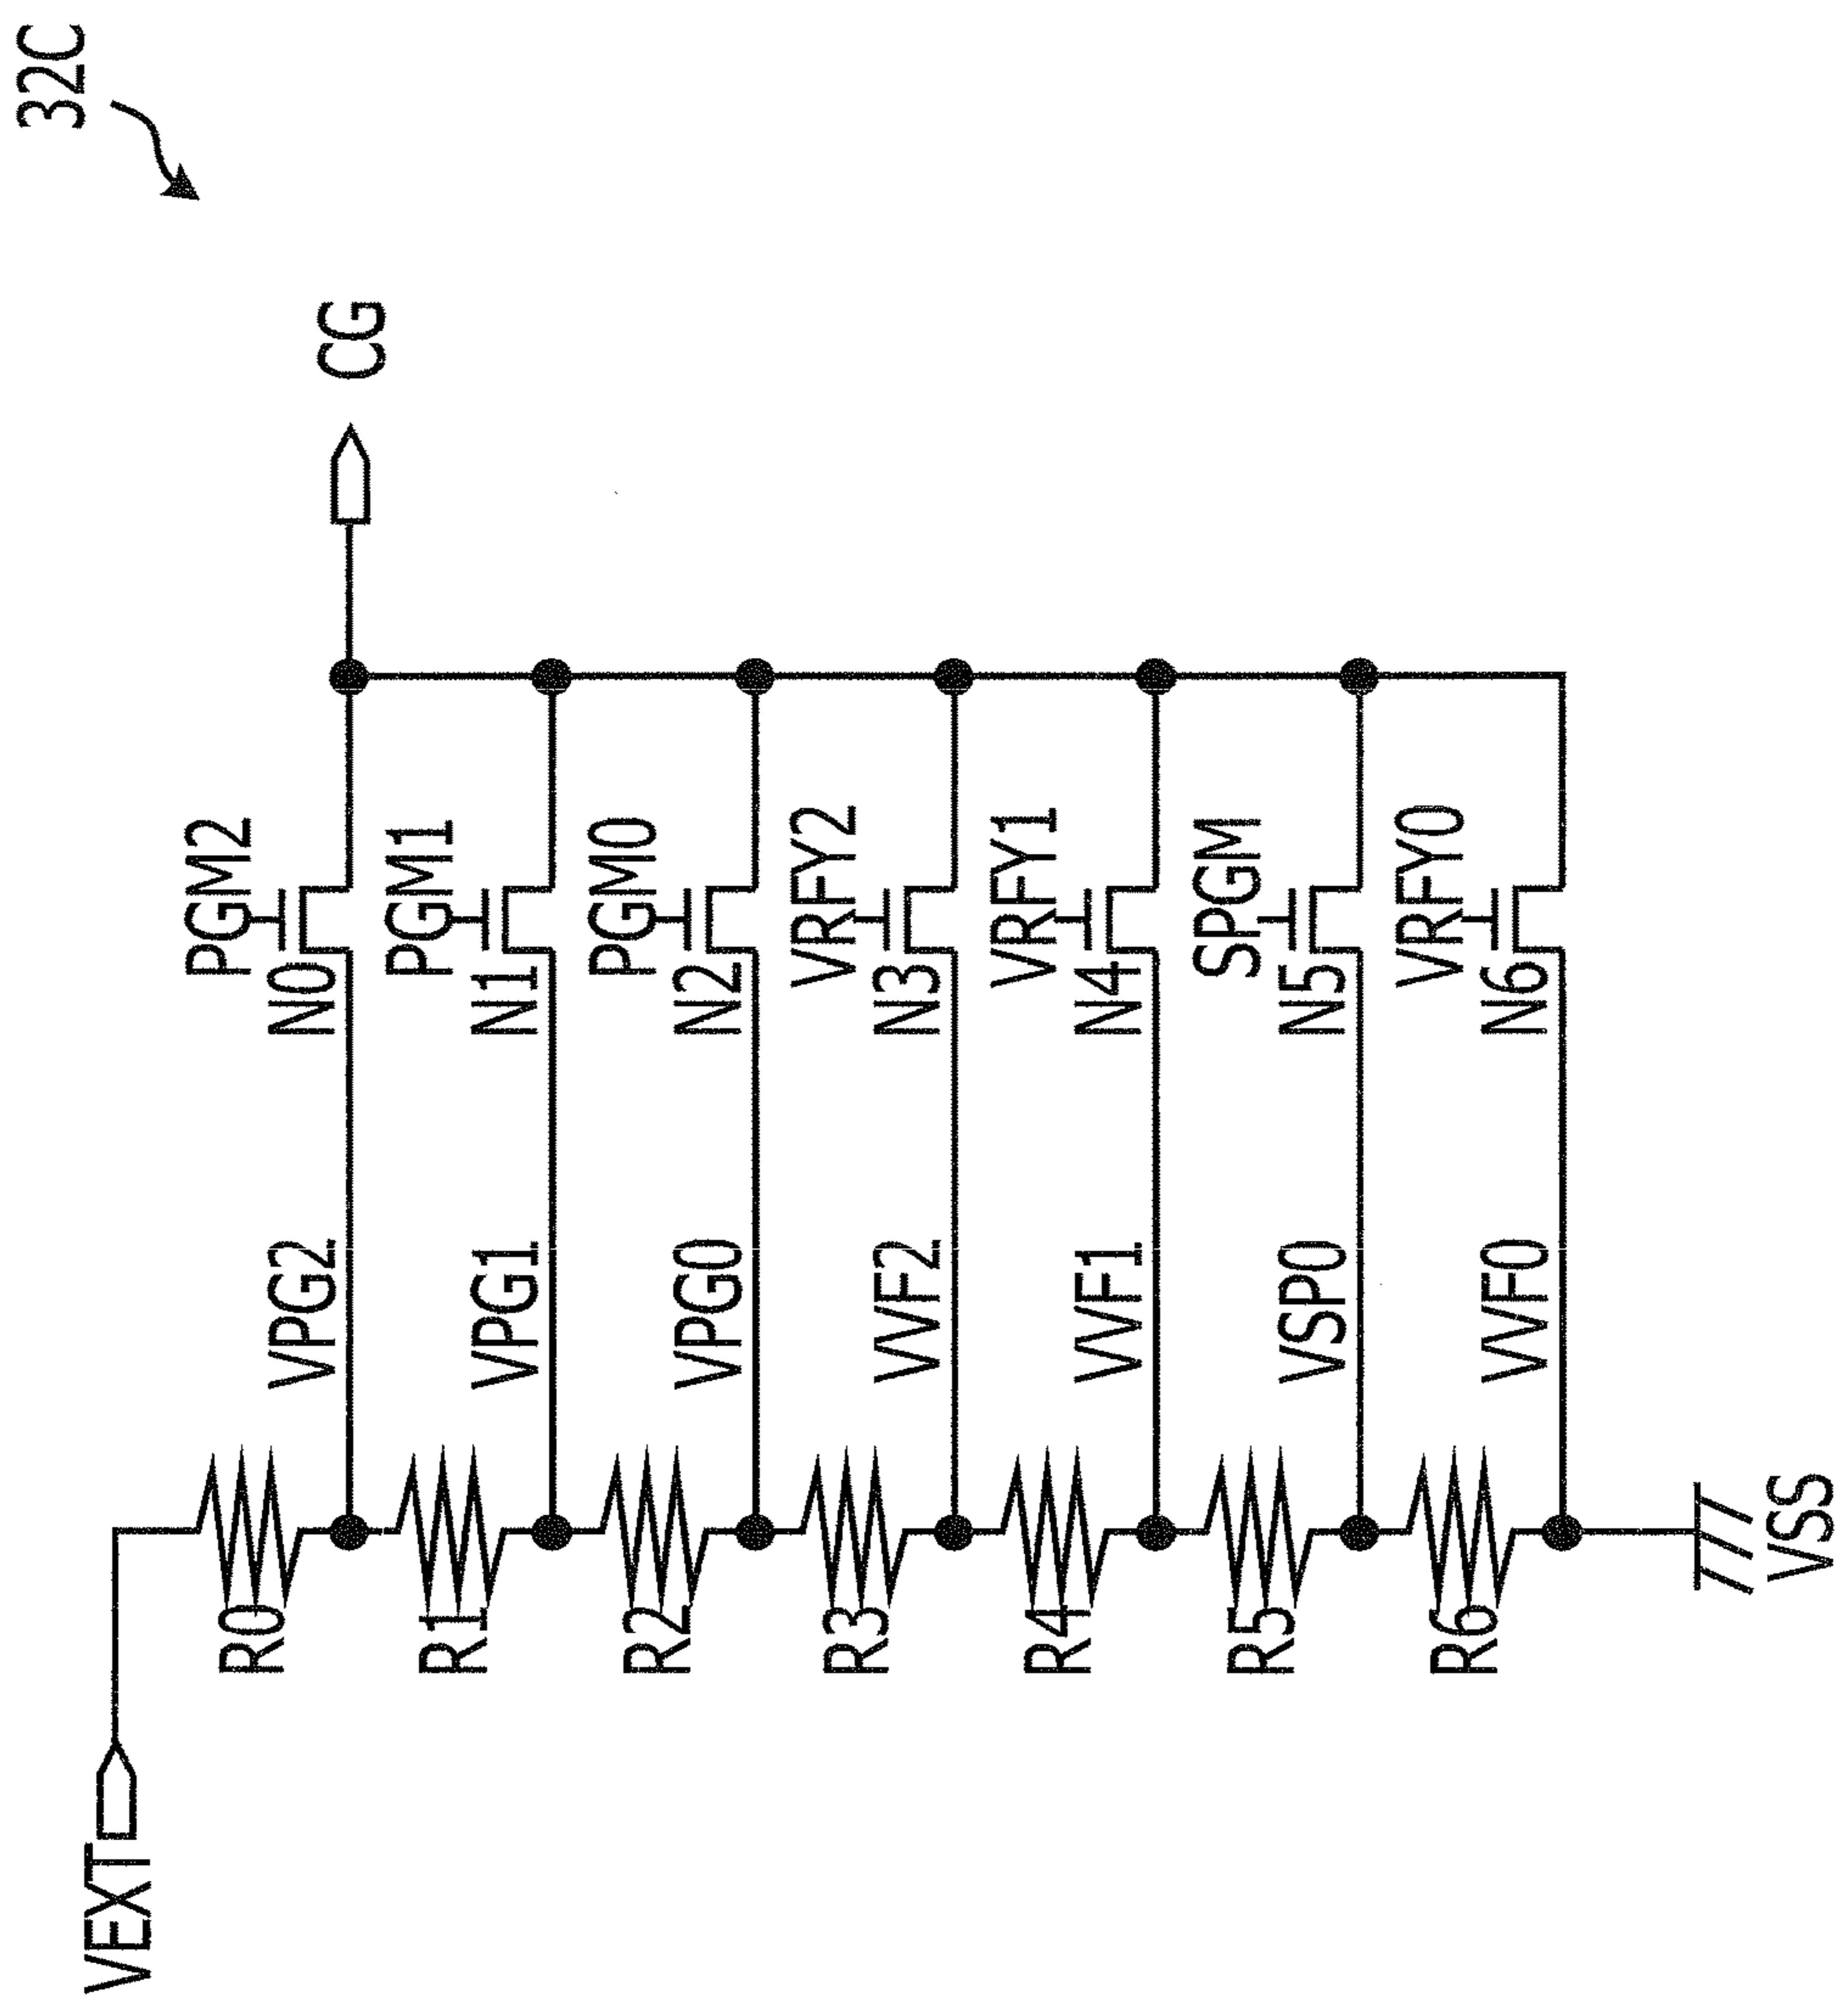 32C
VEXT
CG
R0
VPG2
N0
PGM2
R1
VPG1
N1
PGM1
R2
VPG0
N2
PGM0
R3
VVF2
N3
VRFY2
R4
VVF1
N4
VRFY1
R5
VSP0
N5
SPGM
R6
VVF0
N6
VRFY0
VSS